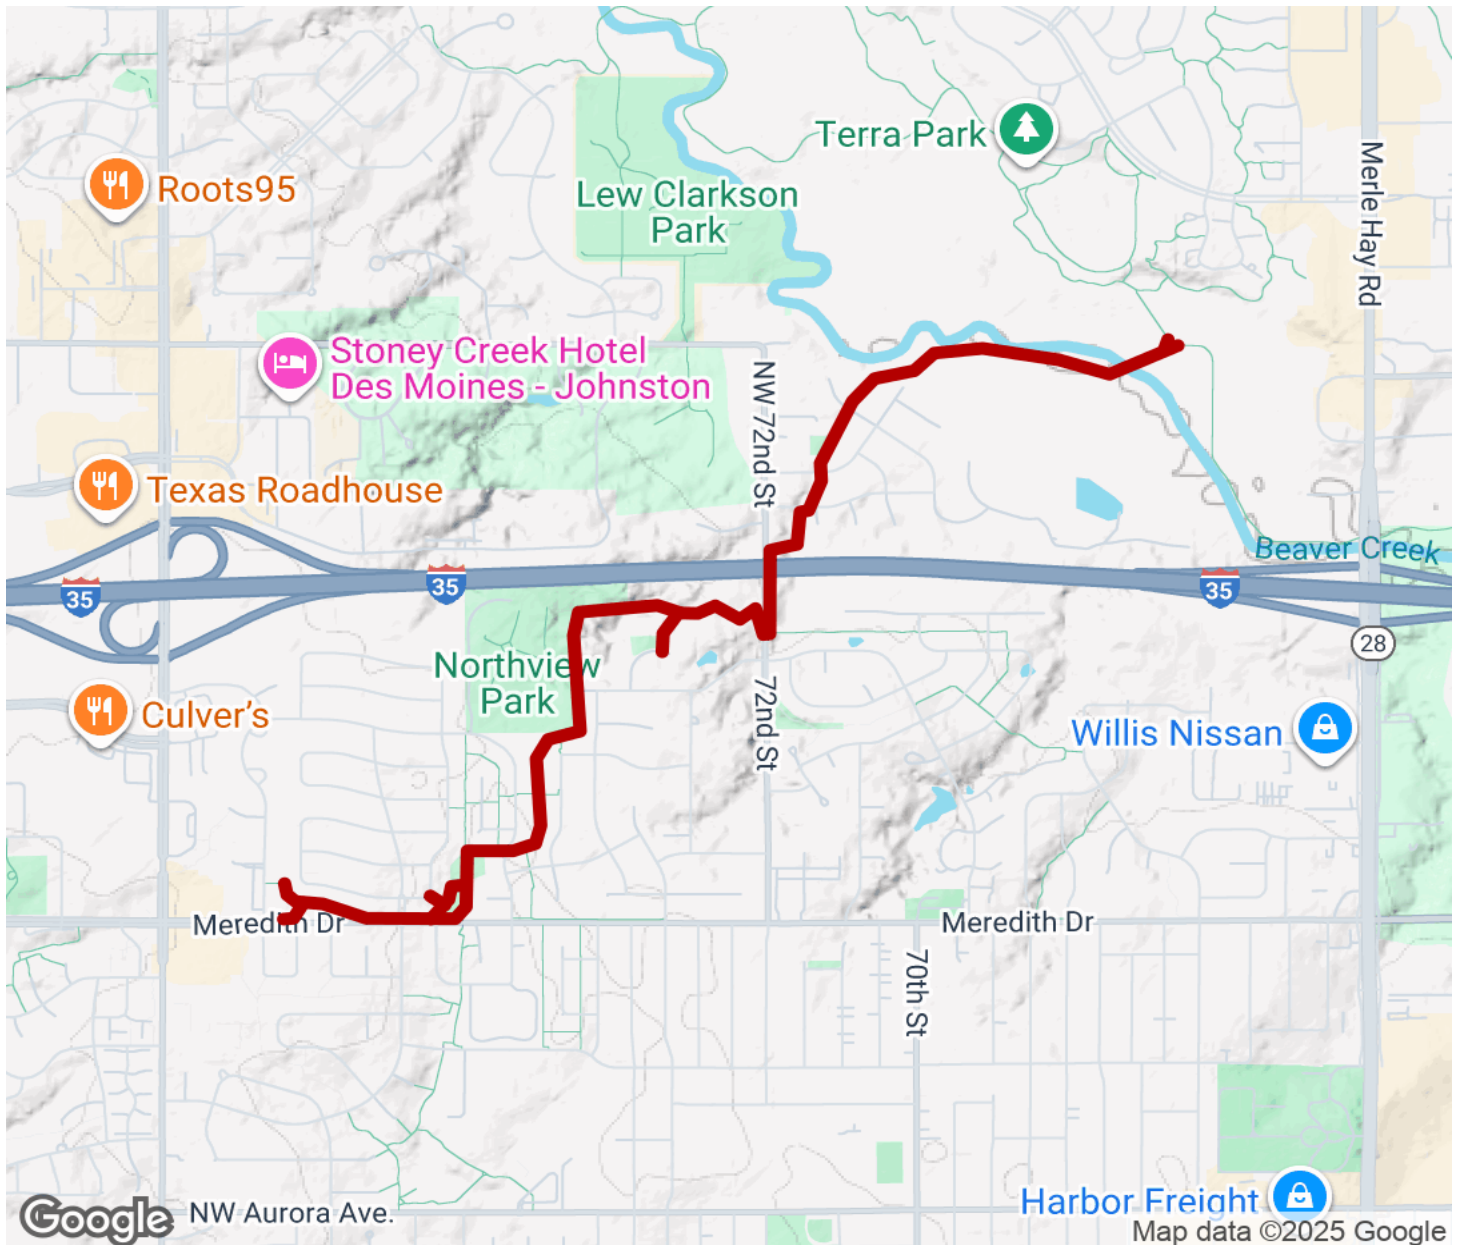 Terra Park
Merle Hay Rd
Roots95
Lew Clarkson
Park
Stoney Creek Hotel
Des Moines - Johnston
NW 72nd St
Texas Roadhouse
Beaver Creek
35
35
35
28
Northview
Park
72nd St
Culver's
Willis Nissan
Meredith Dr
Meredith Dr
70th St
Harbor Freight
Google
NW Aurora Ave.
Map data ©2025 Google